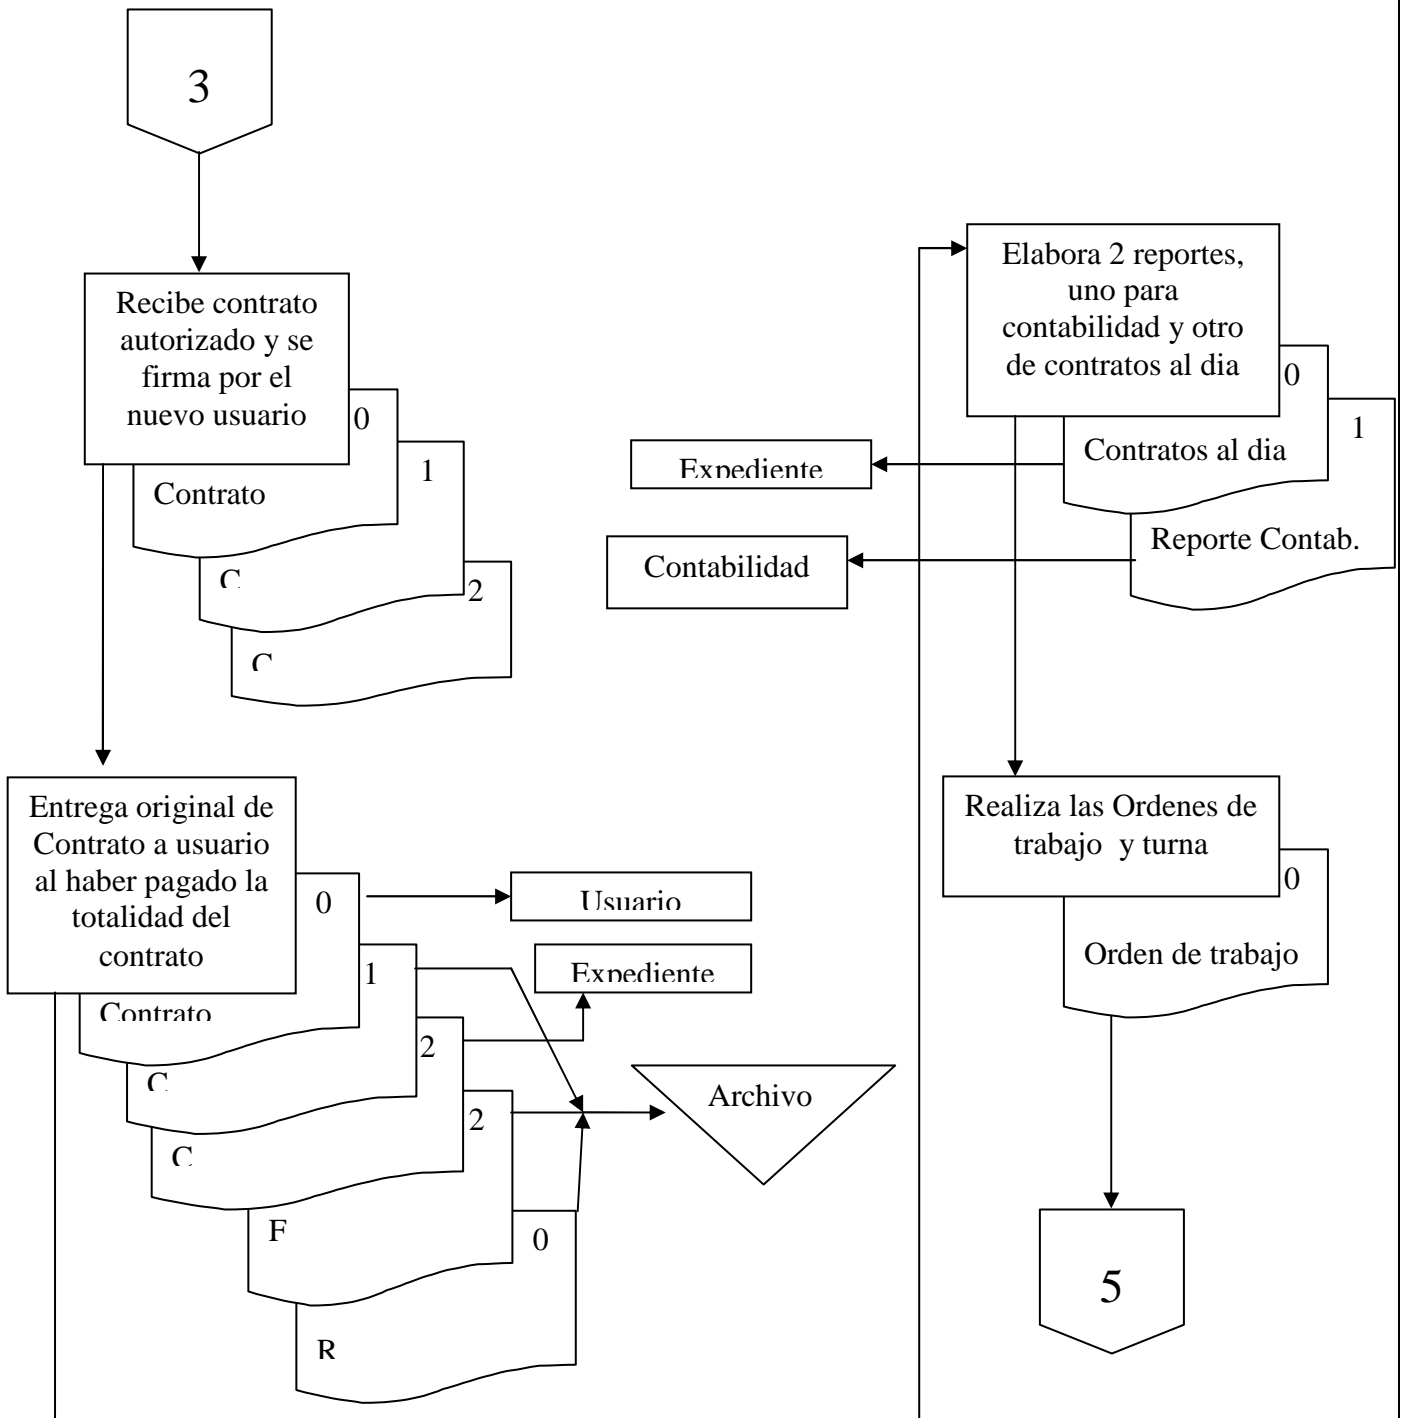 3
Recibe contrato
autorizado y se
firma por el
nuevo usuario
0
Contrato
1
C
2
C
Entrega original de
Contrato a usuario
al haber pagado la
totalidad del
contrato
0
Contrato
1
C
2
C
2
F
0
R
Usuario
Expediente
Archivo
Elabora 2 reportes,
uno para
contabilidad y otro
de contratos al dia
0
Contratos al dia
1
Reporte Contab.
Expediente
Contabilidad
Realiza las Ordenes de
trabajo  y turna
0
Orden de trabajo
5